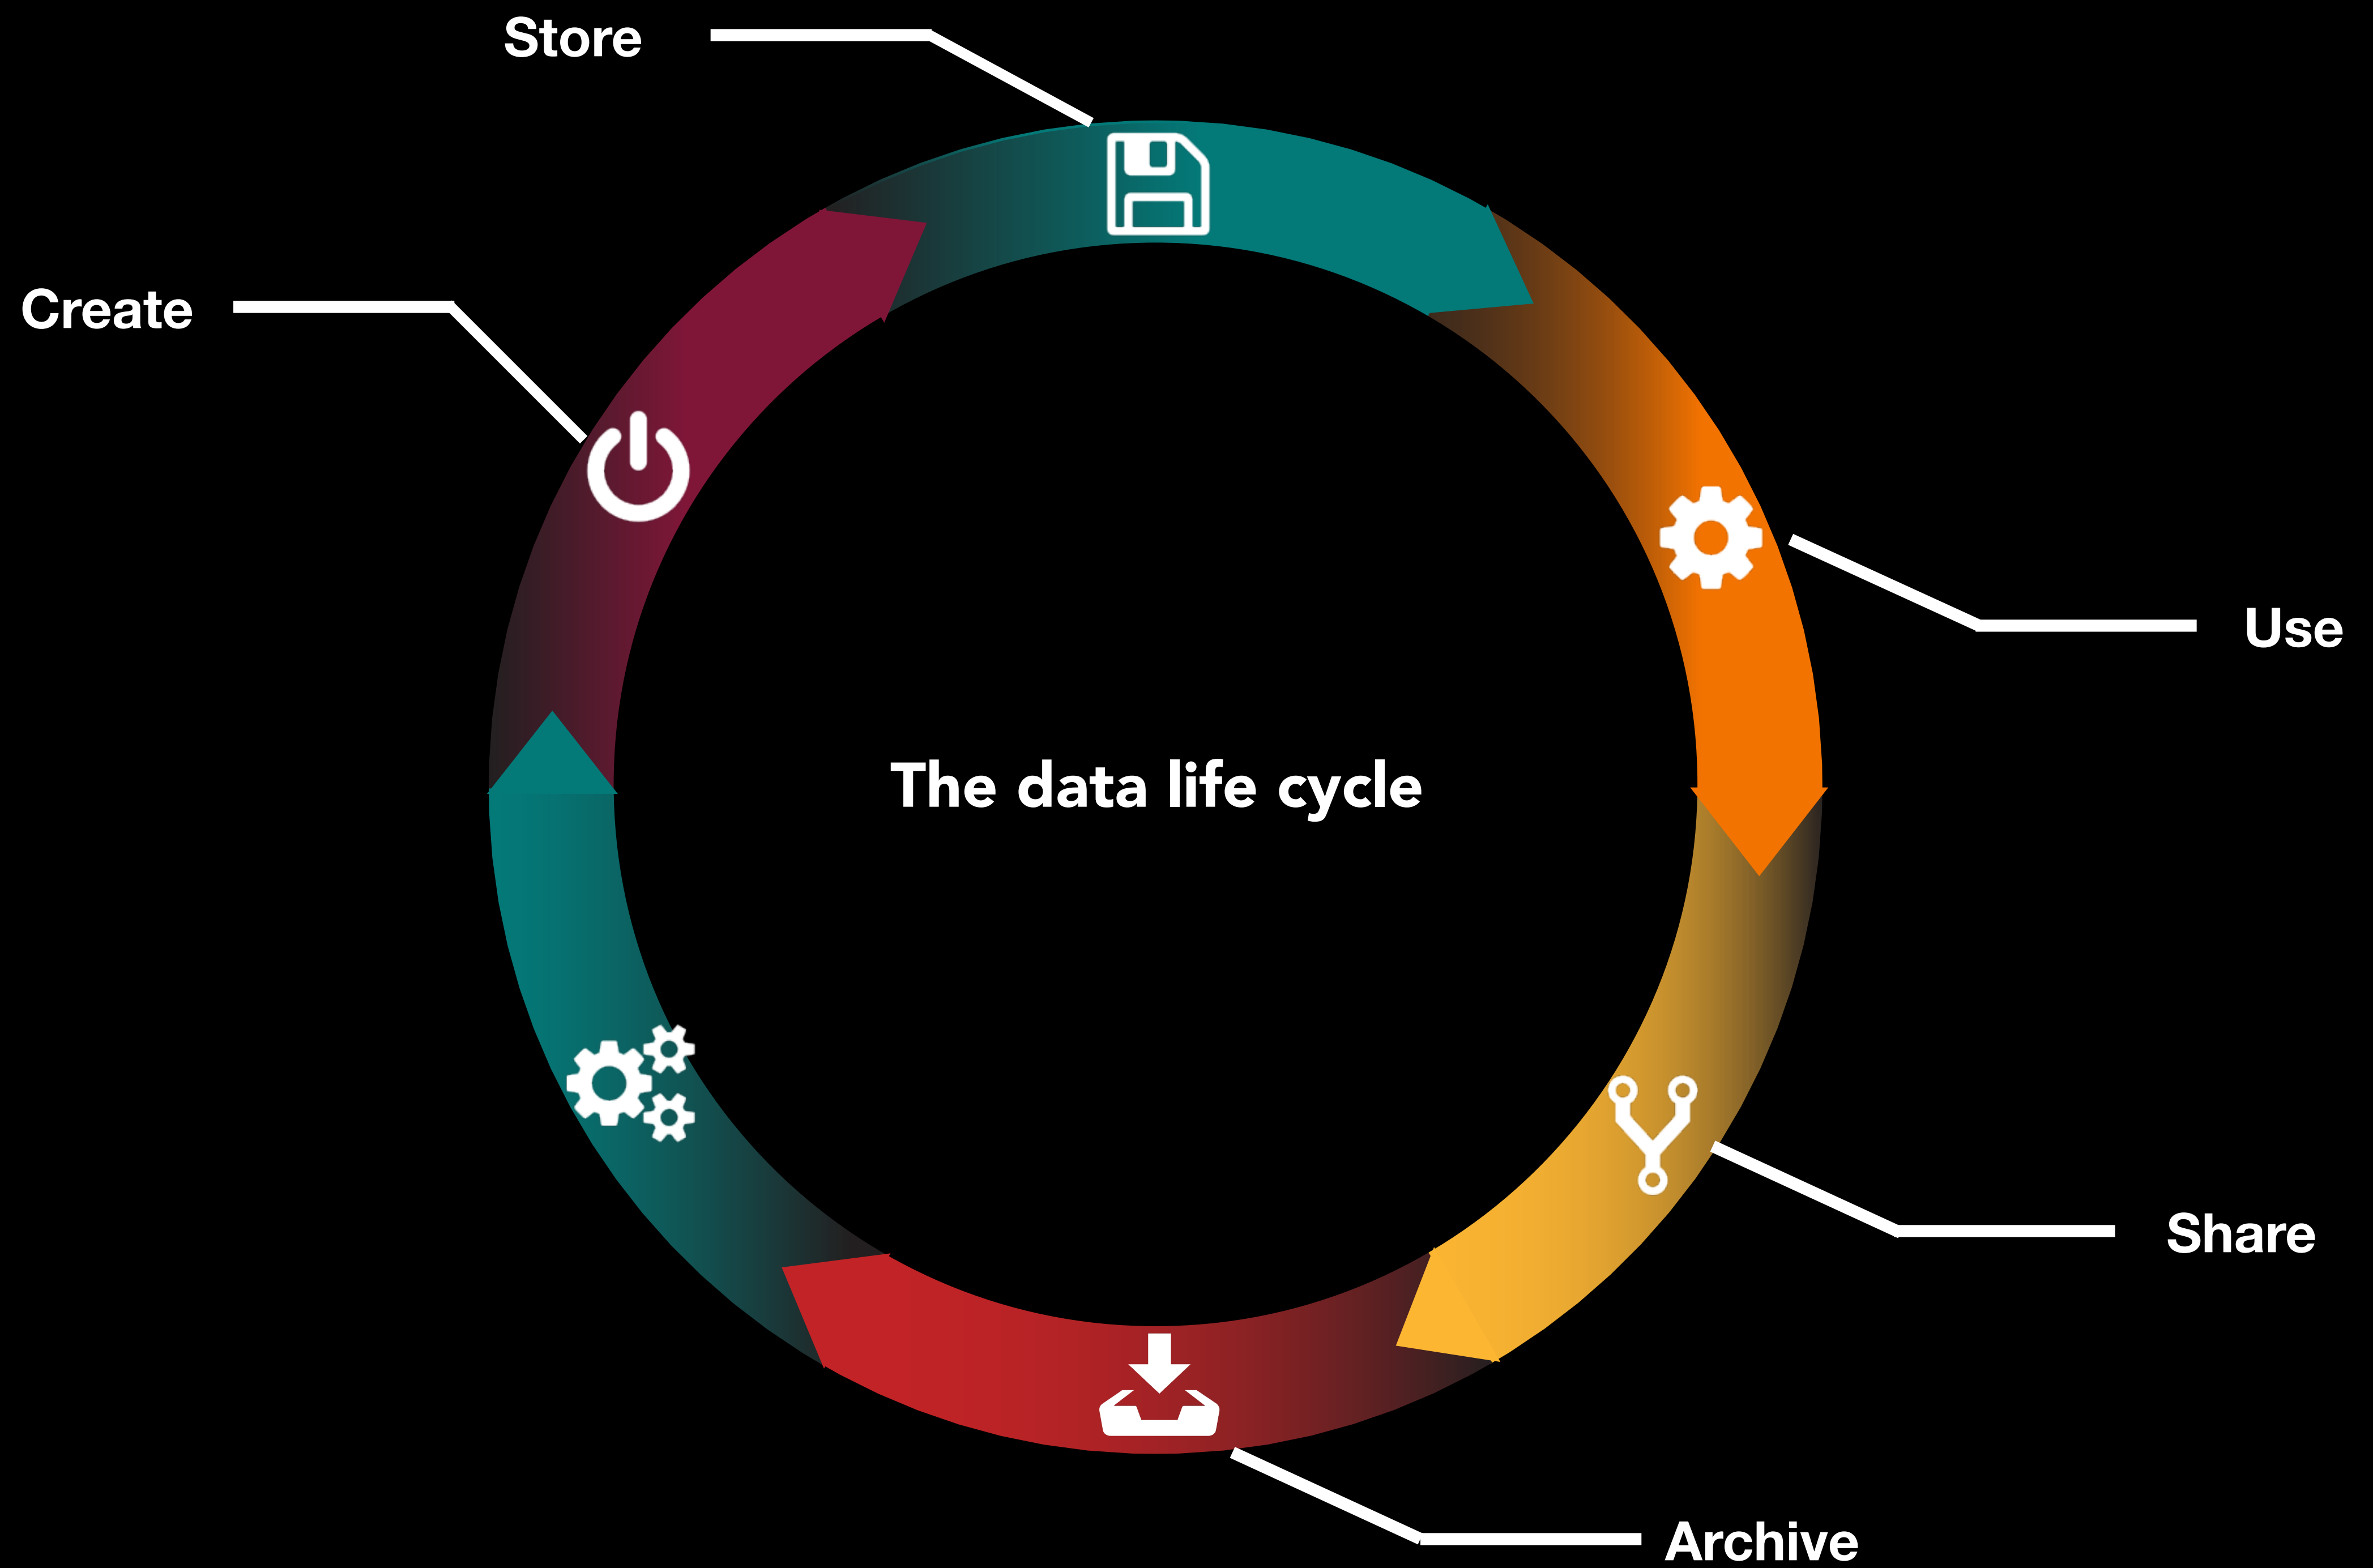 Store
Create
Use
The data life cycle
Share
Archive